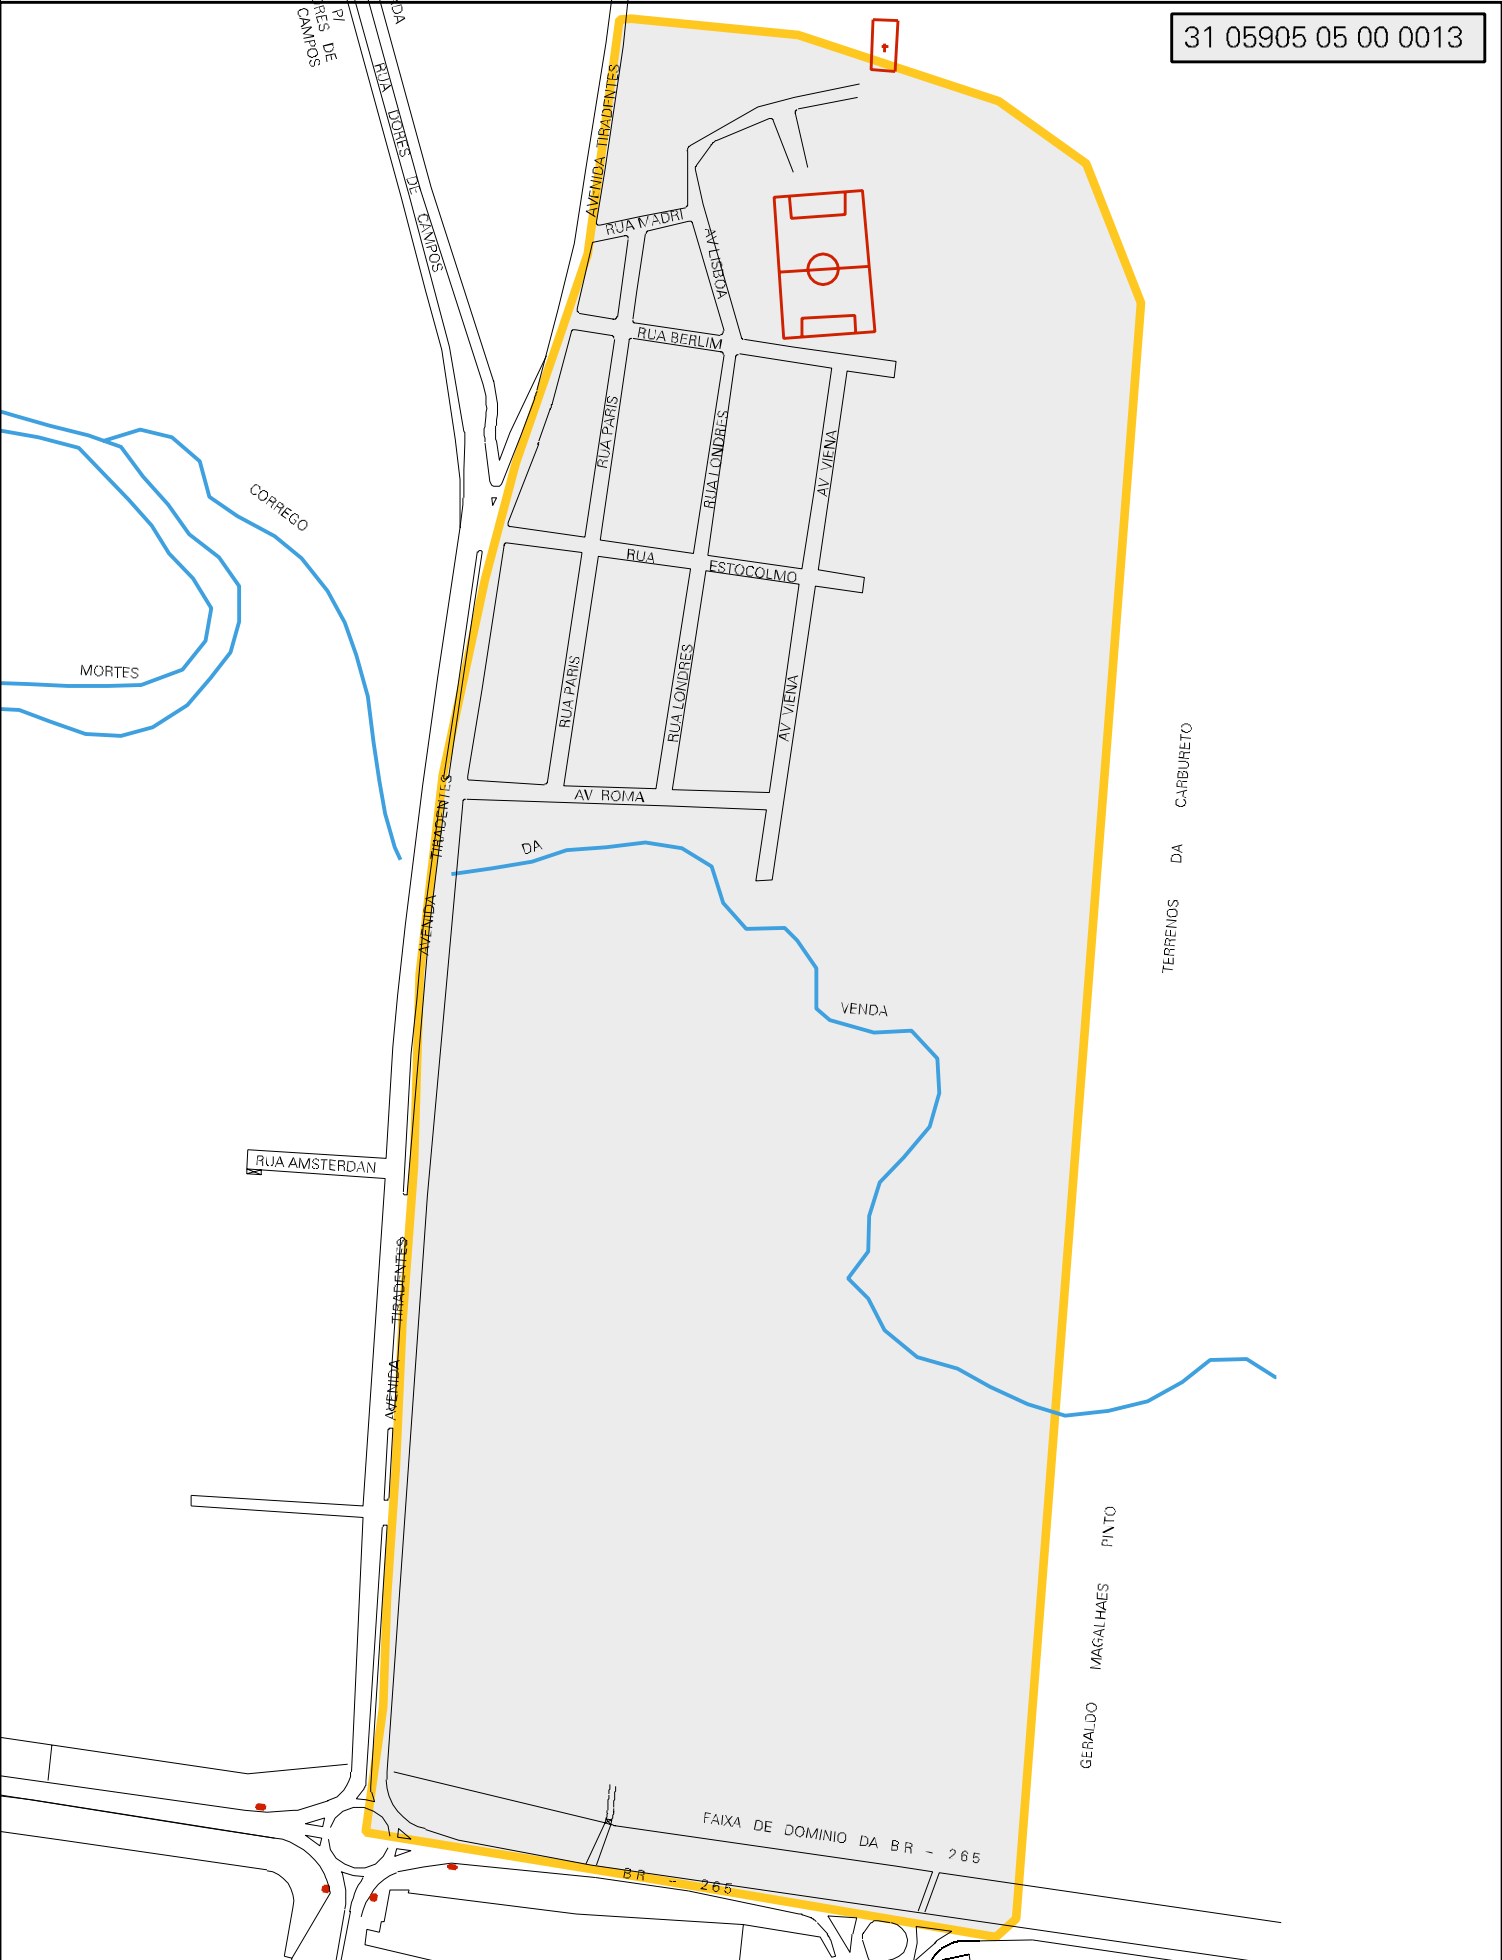 31 05905 05 00 0013
P/
DORES DE
CAMPOS
RUA DORES DE CAMPOS
AVENIDA TIRADENTES
RUA MADRI
AV LISBOA
RUA BERLIM
RUA PARIS
RUA LONDRES
AV VIENA
CORREGO
RUA ESTOCOLMO
MORTES
RUA PARIS
RUA LONDRES
AV VIENA
AV ROMA
AVENIDA TIRADENTES
DA
VENDA
TERRENOS DA CARBURETO
RUA AMSTERDAN
AVENIDA TIRADENTES
GERALDO MAGALHAES PINTO
FAIXA DE DOMINIO DA BR - 265
BR - 265